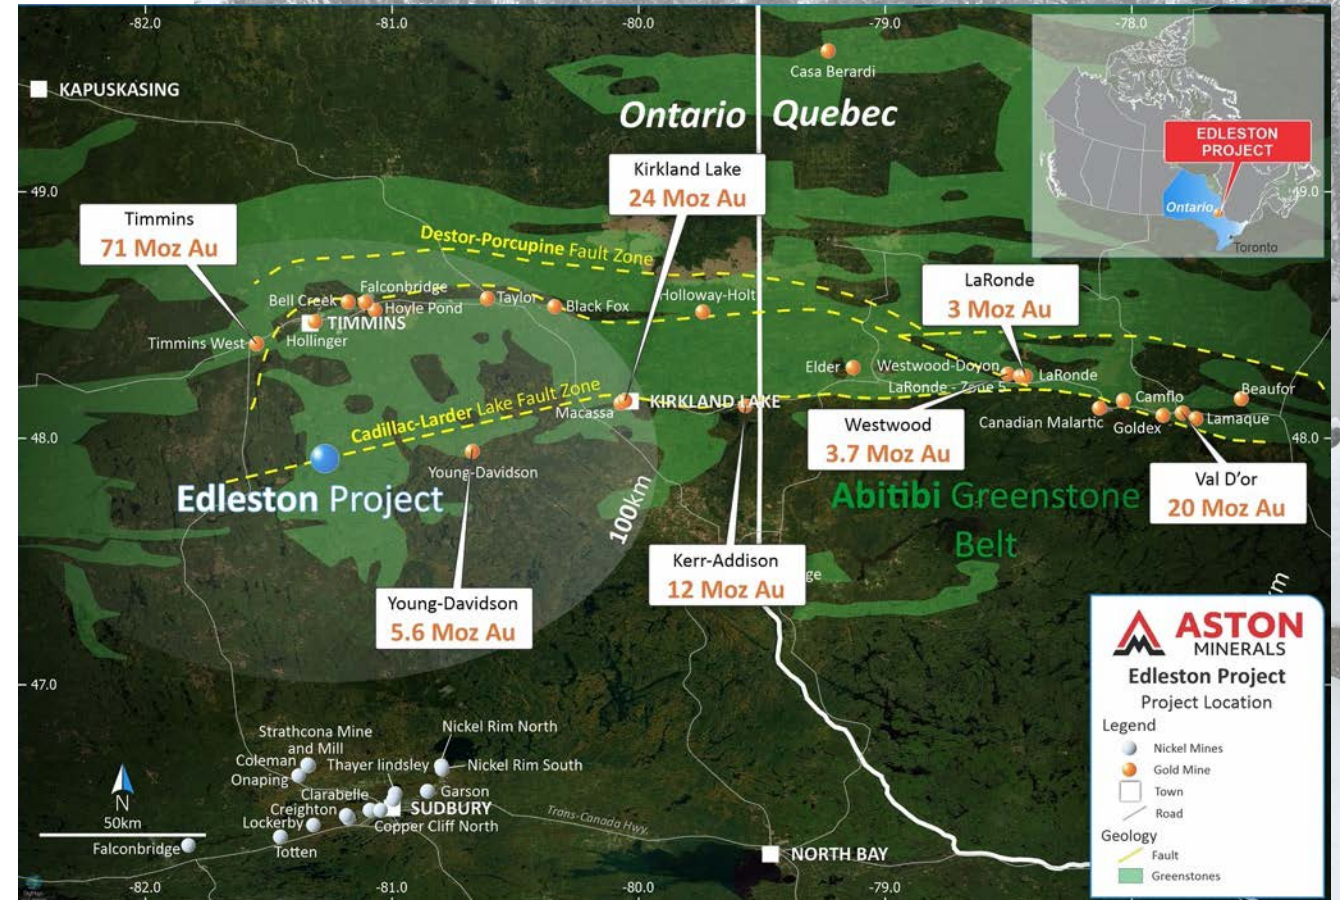 -82.0
-81.0
-80.0
-79.0
-78.0
KAPUSKASING
Casa Berardi
Ontario
Quebec
EDLESTON
PROJECT
Ontario
Toronto
49.0
49.0
Kirkland Lake
24 Moz Au
Timmins
71 Moz Au
Destor-Porcupine Fault Zone
LaRonde
3 Moz Au
Falconbridge
Bell Creek
Hoyle Pond
Taylor
Black Fox
Holloway-Holt
TIMMINS
Hollinger
Timmins West
Elder
Westwood-Doyon
LaRonde
LaRonde - Zone 5
Cadillac-Larder Lake Fault Zone
Macassa
KIRKLAND LAKE
Camflo
Beaufor
Canadian Malartic
Goldex
Lamaque
Westwood
3.7 Moz Au
48.0
48.0
Young-Davidson
Edleston Project
100km
Val D'or
20 Moz Au
Abitibi Greenstone
Belt
Kerr-Addison
12 Moz Au
ge
Young-Davidson
5.6 Moz Au
47.0
ASTON
MINERALS
Edleston Project
Project Location
Legend
Nickel Mines
Gold Mine
Town
Road
Geology
Fault
Greenstones
Strathcona Mine
and Mill
Nickel Rim North
Coleman
Thayer lindsley
Nickel Rim South
Onaping
Clarabelle
Garson
Creighton
SUDBURY
Lockerby
Copper Cliff North
Totten
Falconbridge
N
50km
Trans-Canada Hwy.
NORTH BAY
-82.0
-81.0
-80.0
-79.0
-78.0